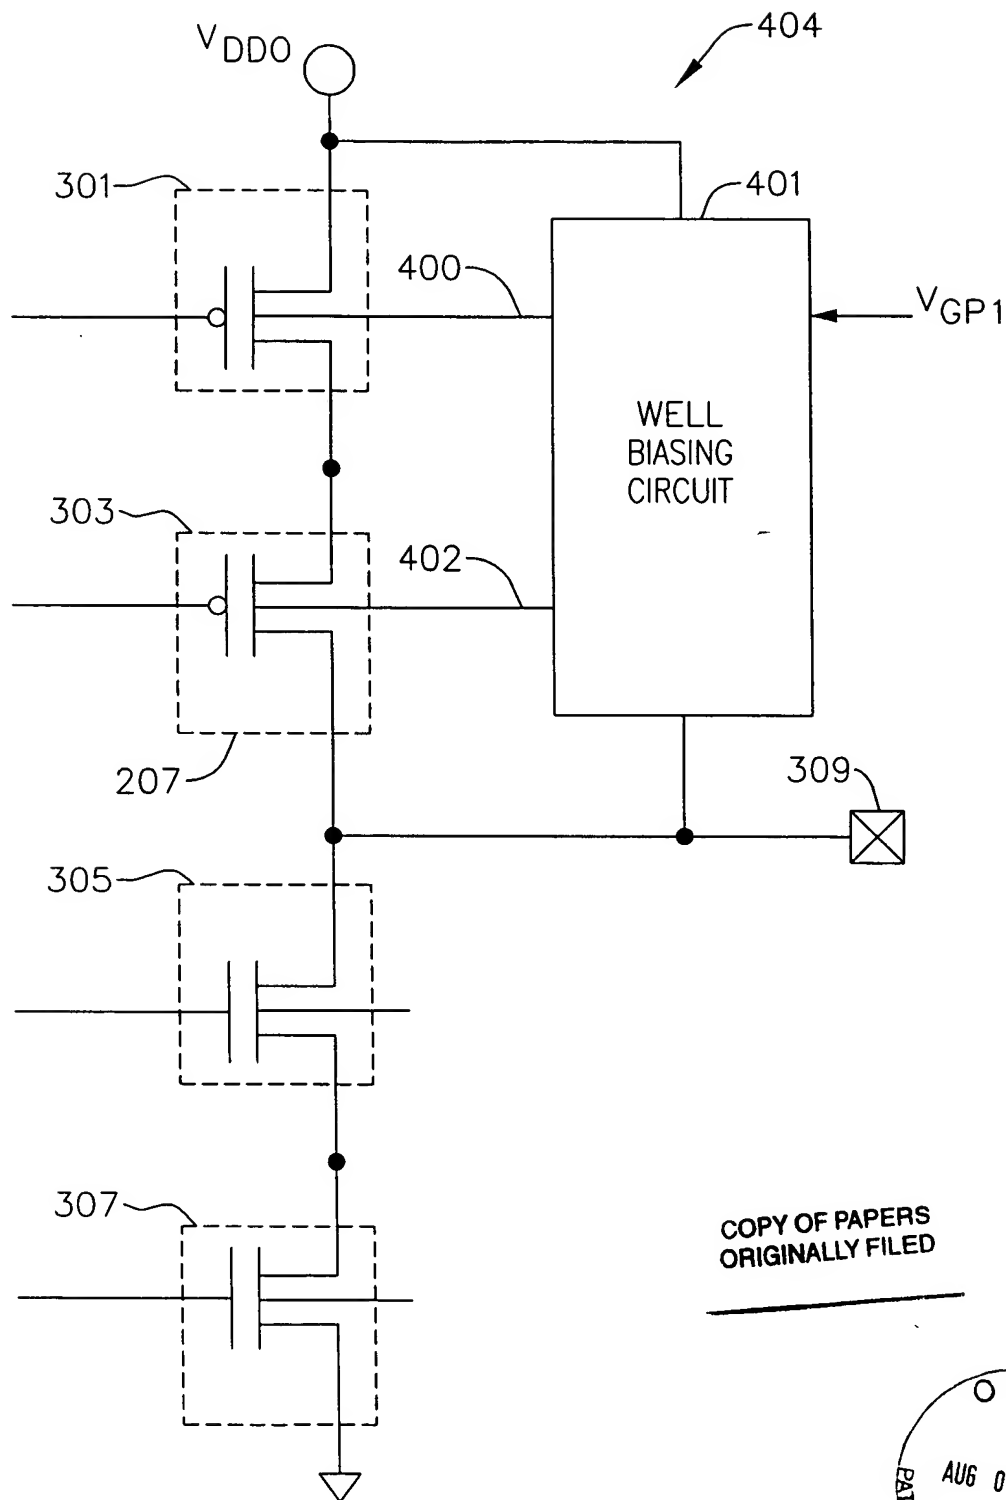 VDDO
404
301
401
400
VGP1
WELL
BIASING
CIRCUIT
303
402
207
309
305
307
COPY OF PAPERS
ORIGINALLY FILED
O
AUG 0